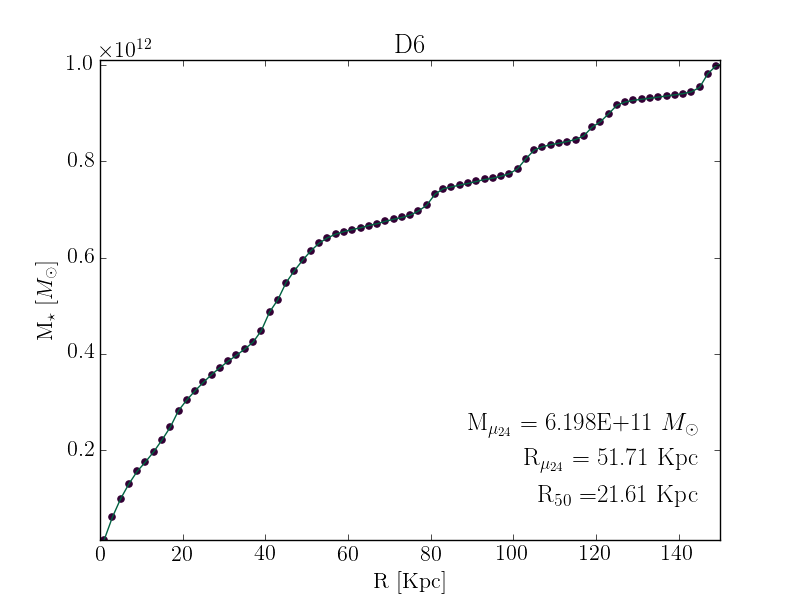 D6
×10¹²
1.0
0.8
0.6
0.4
0.2
M⋆ [M⊙]
M_μ₂₄ = 6.198E+11 M⊙
R_μ₂₄ = 51.71 Kpc
R₅₀ =21.61 Kpc
0 20 40 60 80 100 120 140
R [Kpc]